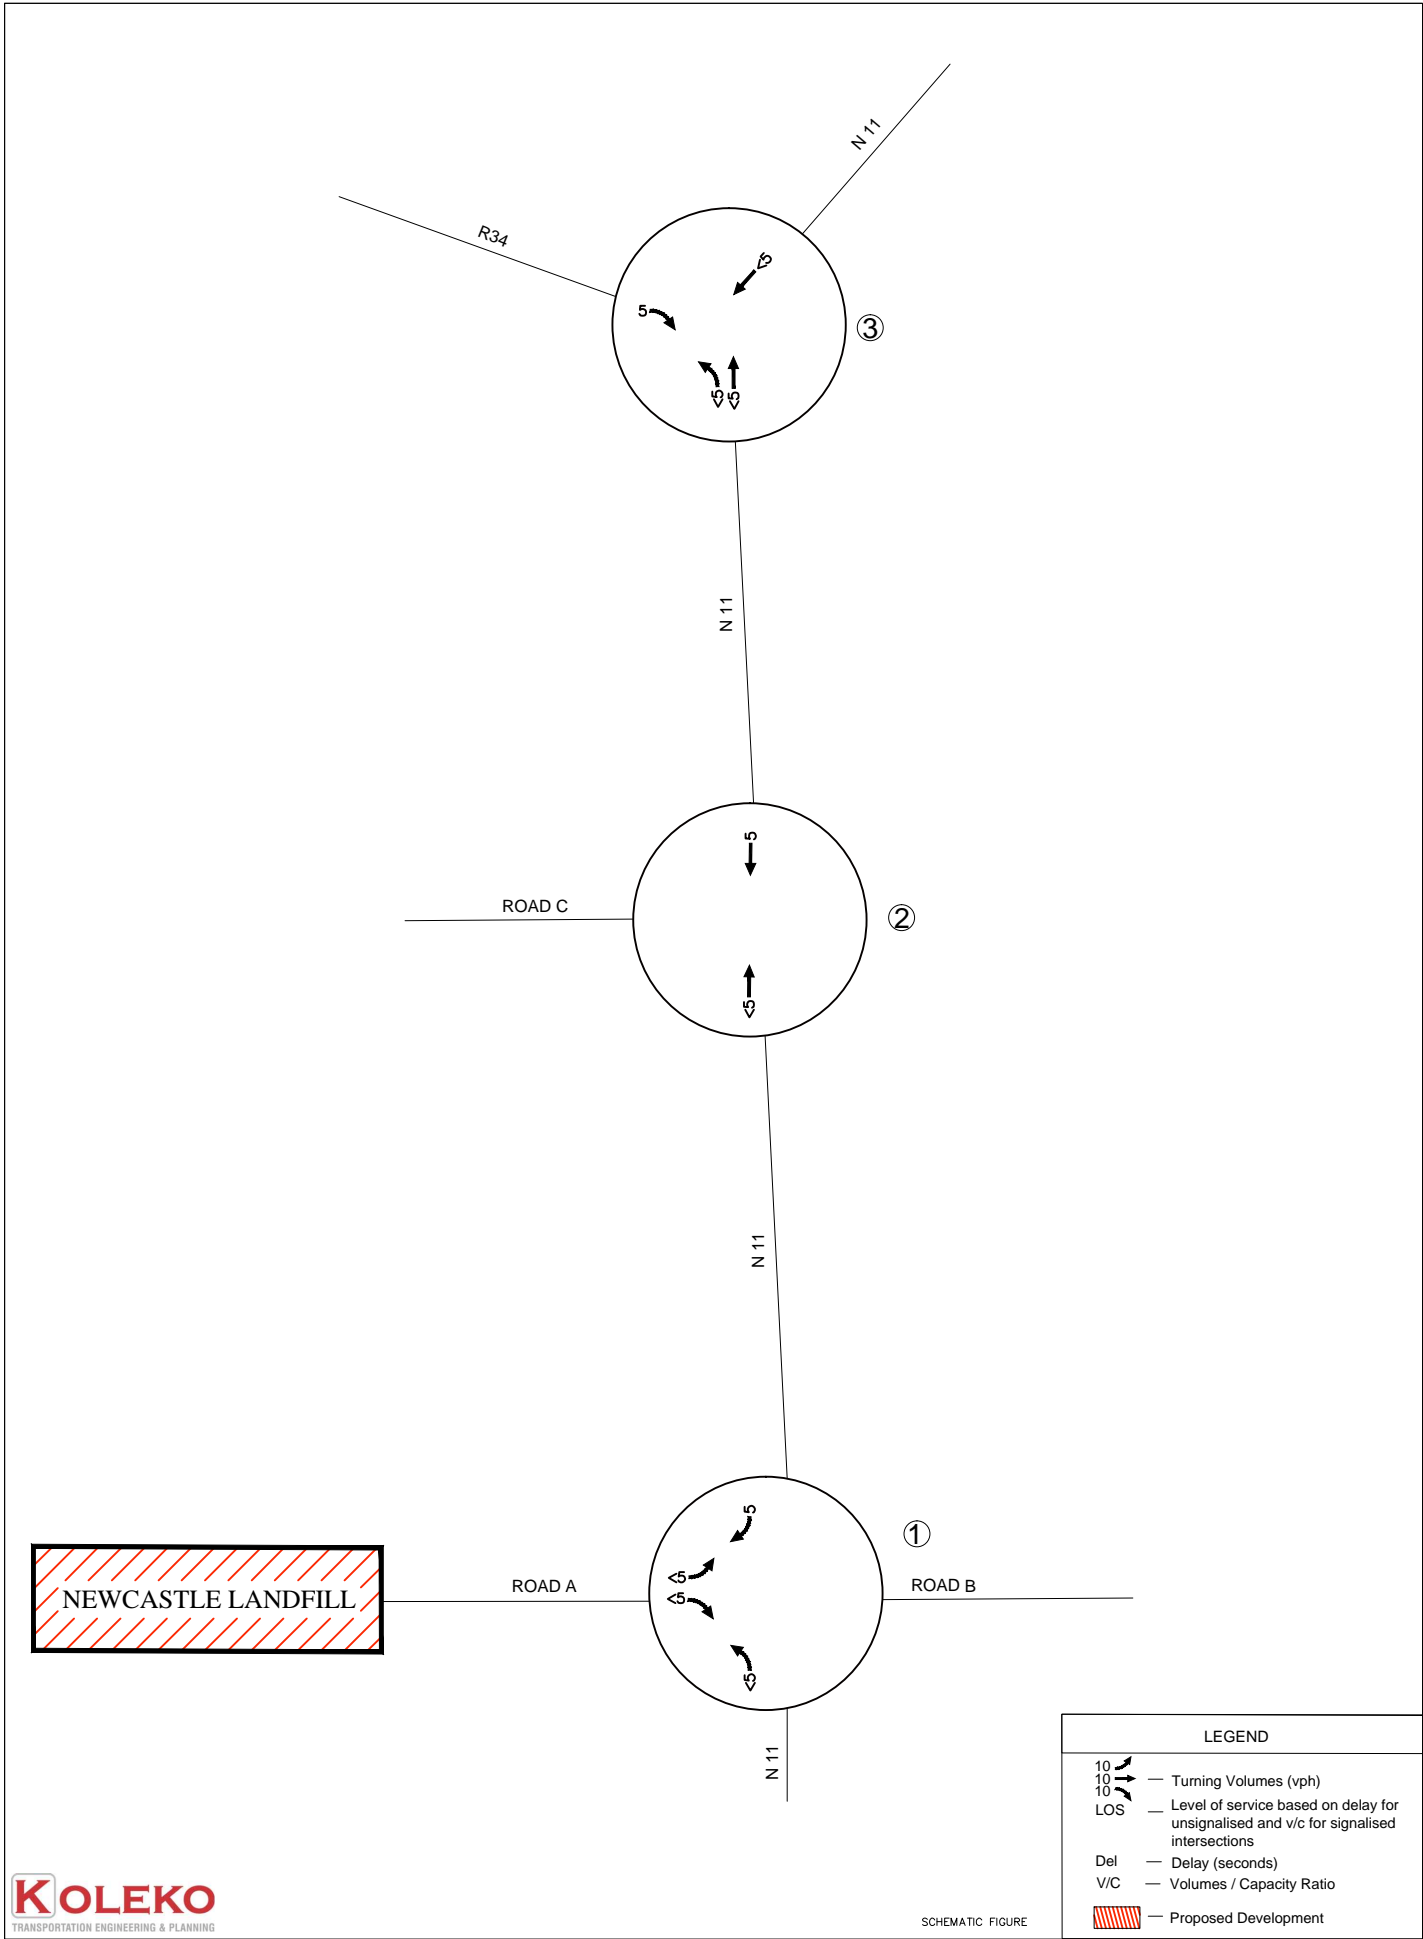 N 11
R34
<5
5
<5
<5
3
N 11
5
ROAD C
2
<5
N 11
5
1
<5
<5
ROAD A
ROAD B
NEWCASTLE LANDFILL
<5
N 11
LEGEND
10
10
10
— Turning Volumes (vph)
LOS — Level of service based on delay for
unsignalised and v/c for signalised
intersections
Del — Delay (seconds)
V/C — Volumes / Capacity Ratio
— Proposed Development
KOLEKO
TRANSPORTATION ENGINEERING & PLANNING
SCHEMATIC FIGURE